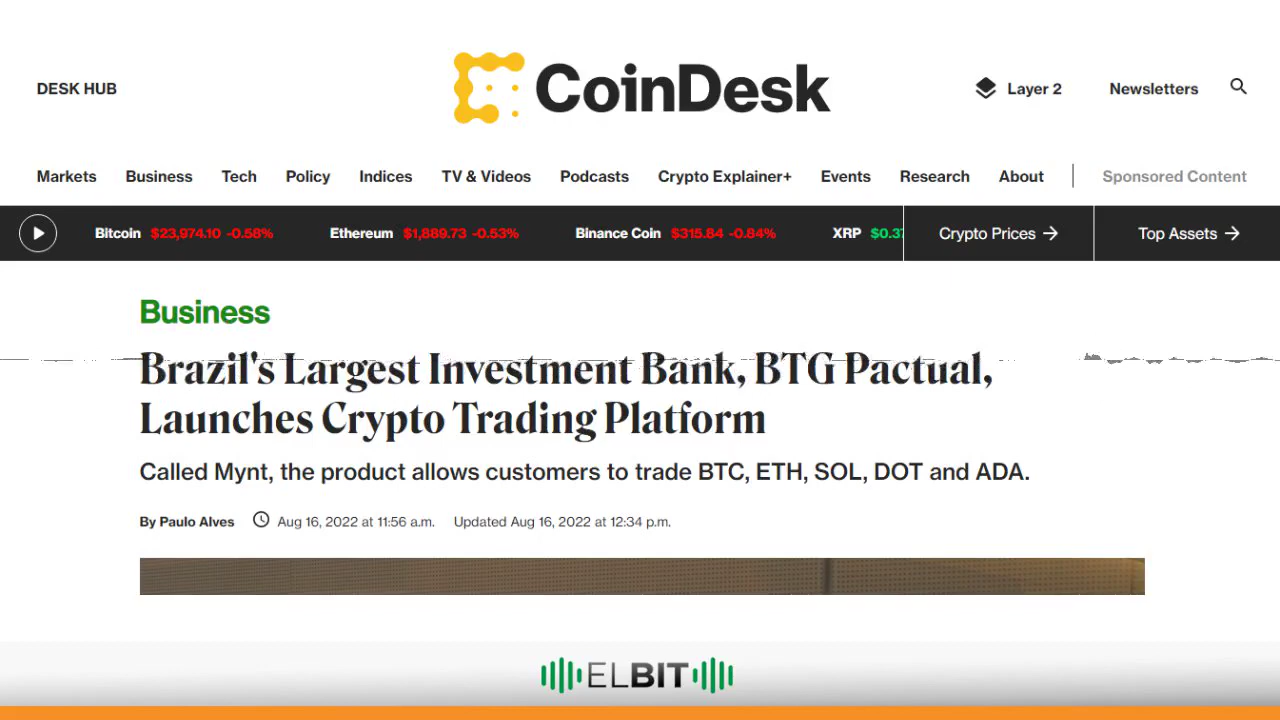 DESK HUB
CoinDesk
Layer 2
Newsletters
Markets Business Tech Policy Indices TV & Videos Podcasts Crypto Explainer+ Events Research About Sponsored Content
Bitcoin $23,974.10 -0.58% Ethereum $1,889.73 -0.53% Binance Coin $315.84 -0.84% XRP $0.37 Crypto Prices → Top Assets →
Business
Brazil's Largest Investment Bank, BTG Pactual,
Launches Crypto Trading Platform
Called Mynt, the product allows customers to trade BTC, ETH, SOL, DOT and ADA.
By Paulo Alves Aug 16, 2022 at 11:56 a.m. Updated Aug 16, 2022 at 12:34 p.m.
ELBIT